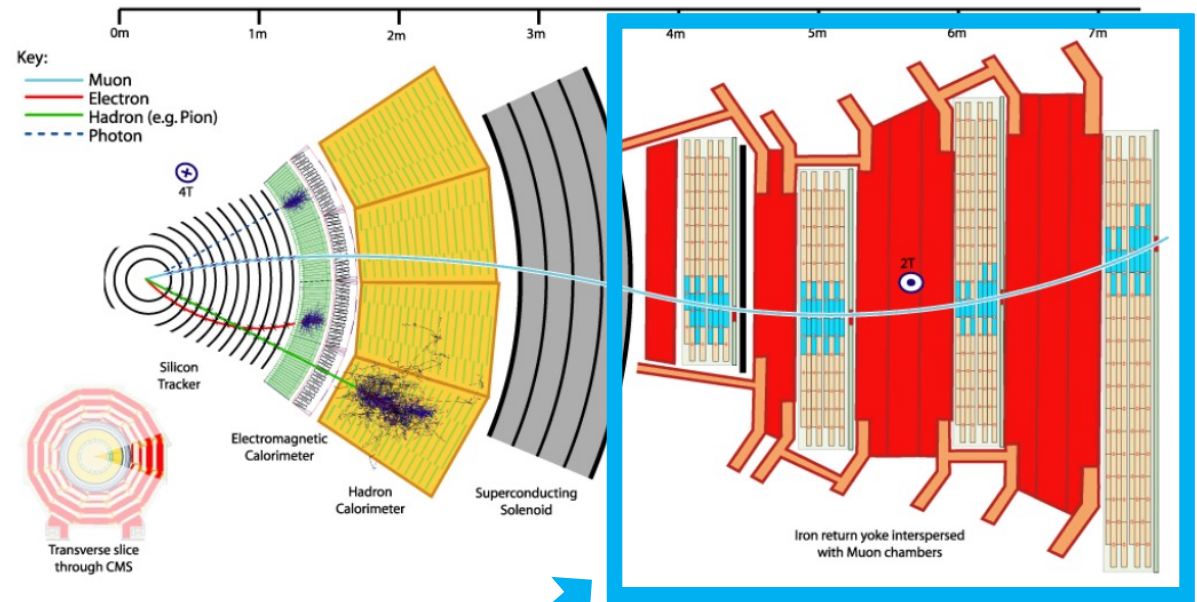 0m 1m 2m 3m 4m 5m 6m 7m
Key:
Muon
Electron
Hadron (e.g. Pion)
Photon
4T
2T
Silicon
Tracker
Electromagnetic
Calorimeter
Hadron
Calorimeter
Superconducting
Solenoid
Iron return yoke interspersed
with Muon chambers
Transverse slice
through CMS